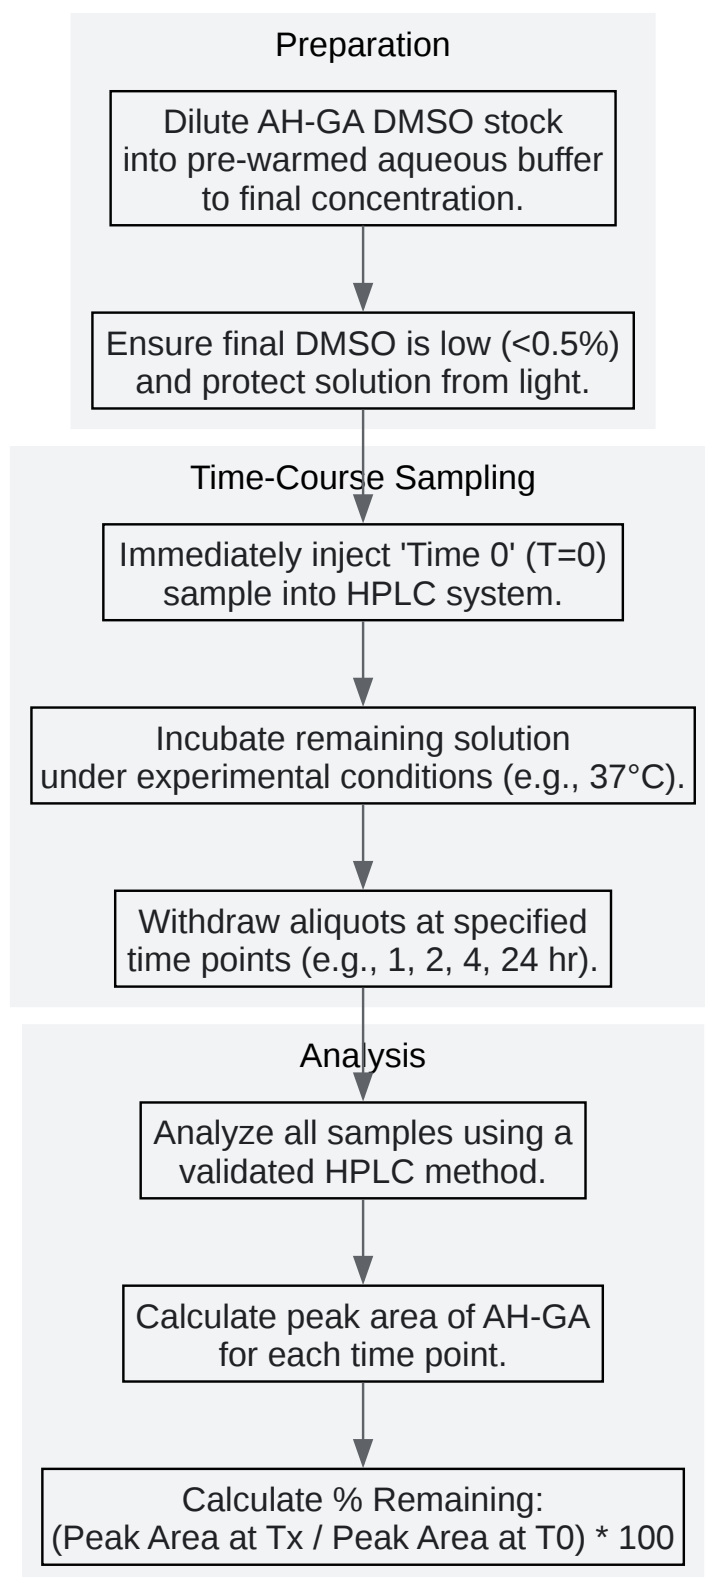 Preparation
Dilute AH-GA DMSO stock
into pre-warmed aqueous buffer
to final concentration.
Ensure final DMSO is low (<0.5%)
and protect solution from light.
Time-Course Sampling
Immediately inject 'Time 0' (T=0)
sample into HPLC system.
Incubate remaining solution
under experimental conditions (e.g., 37°C).
Withdraw aliquots at specified
time points (e.g., 1, 2, 4, 24 hr).
Analysis
Analyze all samples using a
validated HPLC method.
Calculate peak area of AH-GA
for each time point.
Calculate % Remaining:
(Peak Area at Tx / Peak Area at T0) * 100